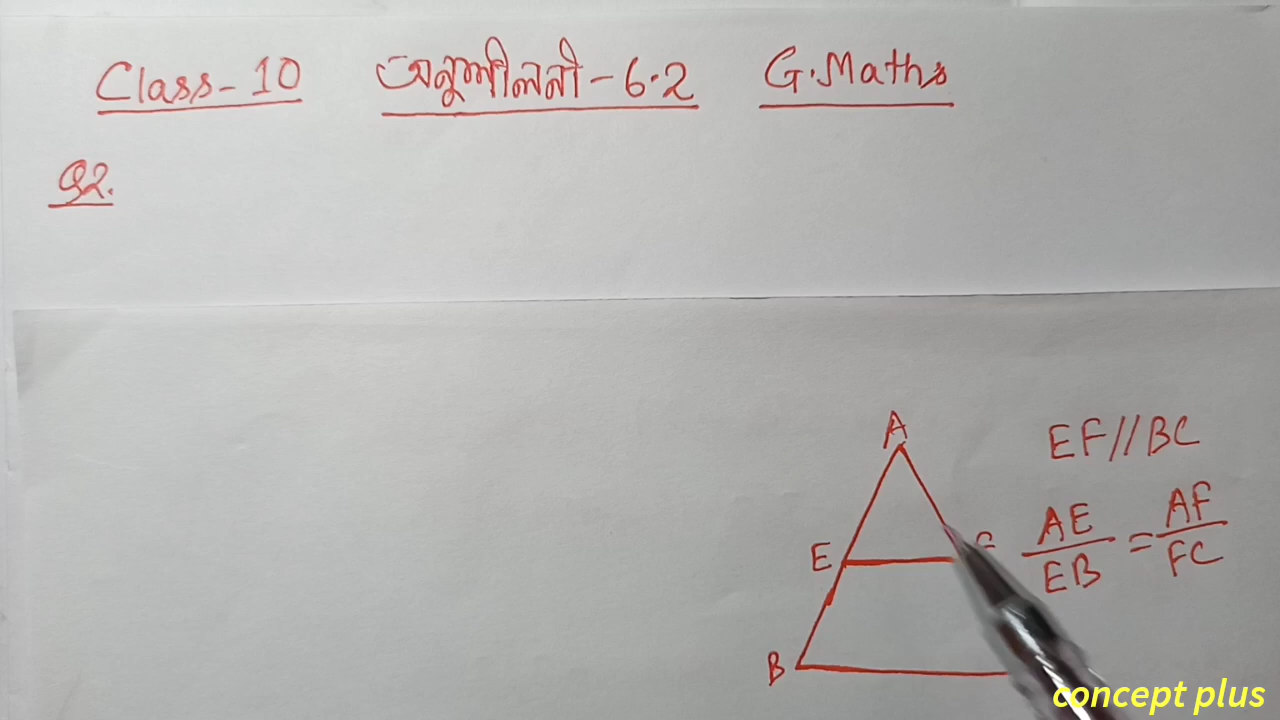 Class-10 অনুশীলনী-6.2 G.Maths
Q2.
A
EF//BC
E
AE/EB = AF/FC
B
concept plus